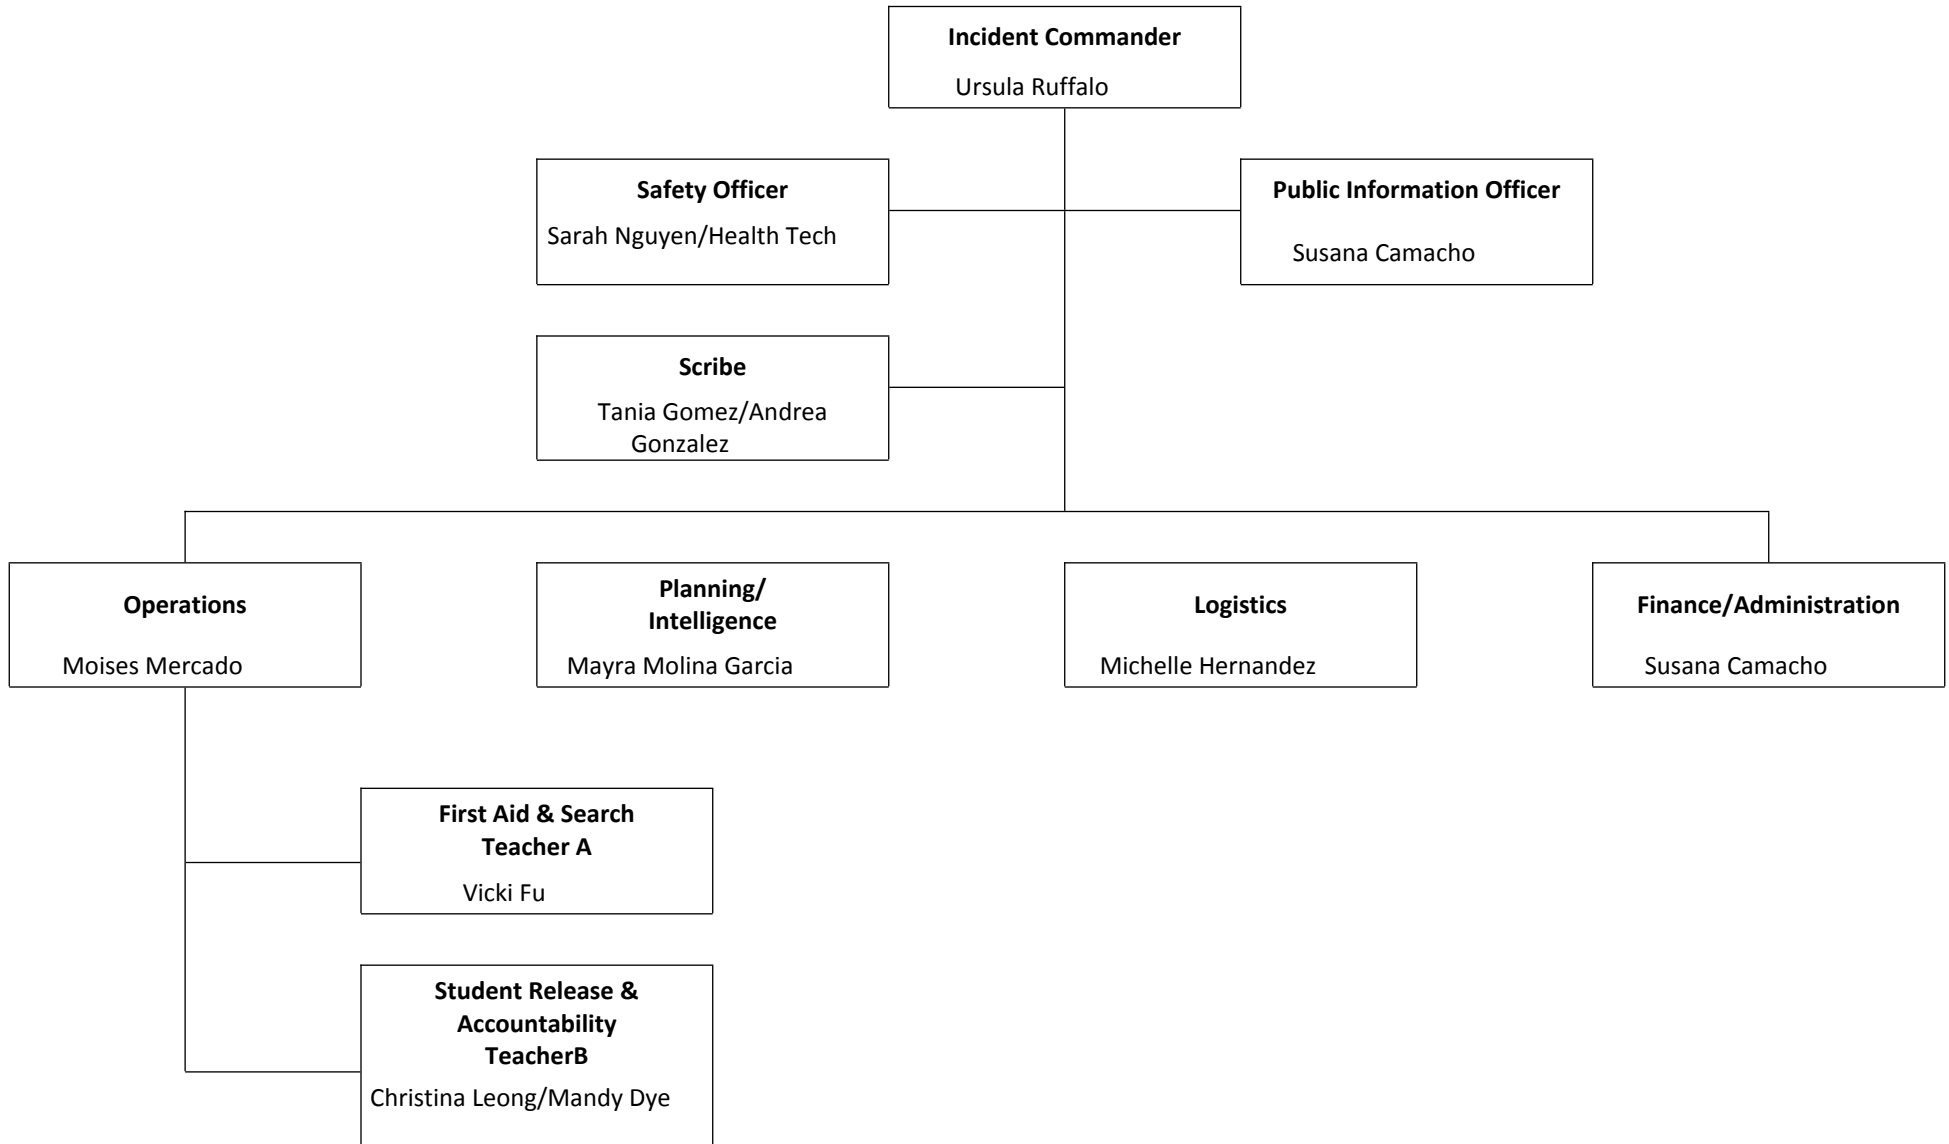 Incident Commander
Ursula Ruffalo
Safety Officer
Sarah Nguyen/Health Tech
Public Information Officer
Susana Camacho
Scribe
Tania Gomez/Andrea
Gonzalez
Operations
Moises Mercado
Planning/
Intelligence
Mayra Molina Garcia
Logistics
Michelle Hernandez
Finance/Administration
Susana Camacho
First Aid & Search
Teacher A
Vicki Fu
Student Release &
Accountability
TeacherB
Christina Leong/Mandy Dye